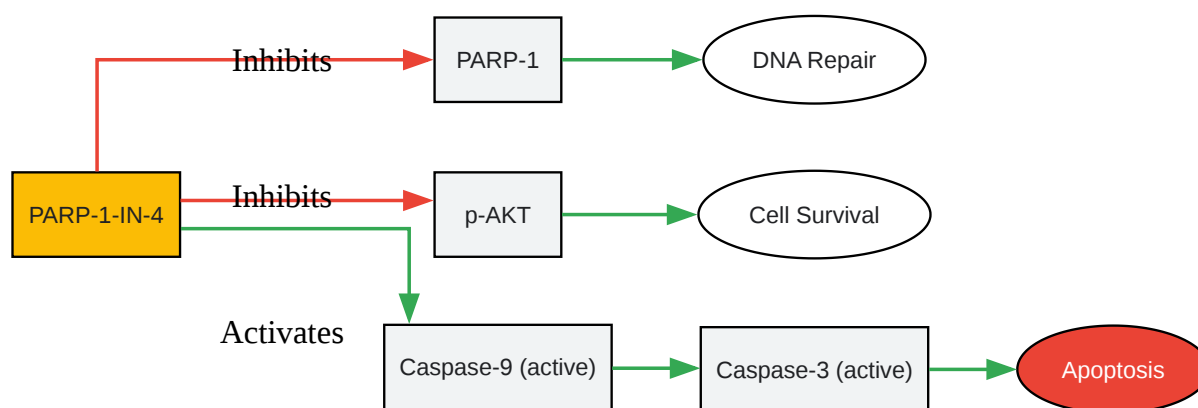 Inhibits
PARP-1
DNA Repair
PARP-1-IN-4
Inhibits
p-AKT
Cell Survival
Activates
Caspase-9 (active)
Caspase-3 (active)
Apoptosis